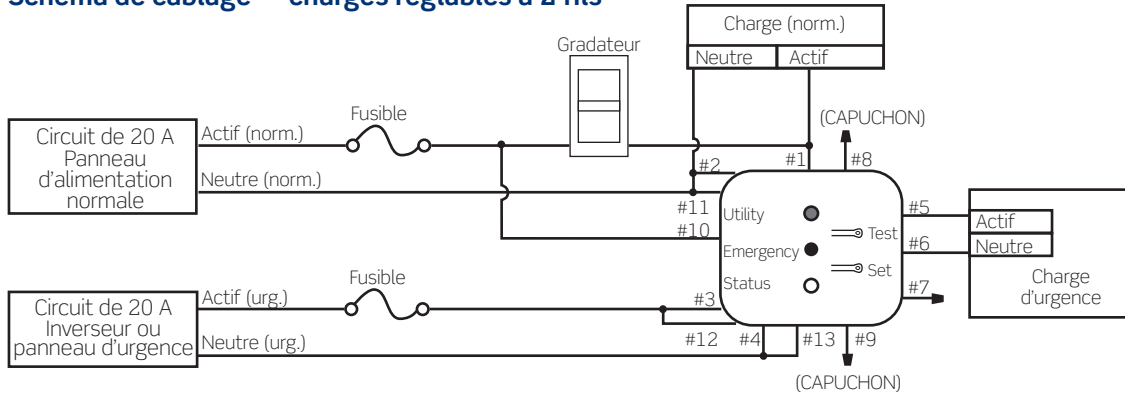 Schéma de câblage — charges réglables à 2 fils
Charge (norm.)
Neutre
Actif
Gradateur
Fusible
(CAPUCHON)
Circuit de 20 A
Panneau
d'alimentation
normale
Actif (norm.)
Neutre (norm.)
#2
#1
#8
#11
#10
Utility
Emergency
Status
Test
Set
#5
#6
#7
Actif
Neutre
Charge
d'urgence
Circuit de 20 A
Inverseur ou
panneau d'urgence
Actif (urg.)
Neutre (urg.)
Fusible
#3
#12
#4
#13
#9
(CAPUCHON)